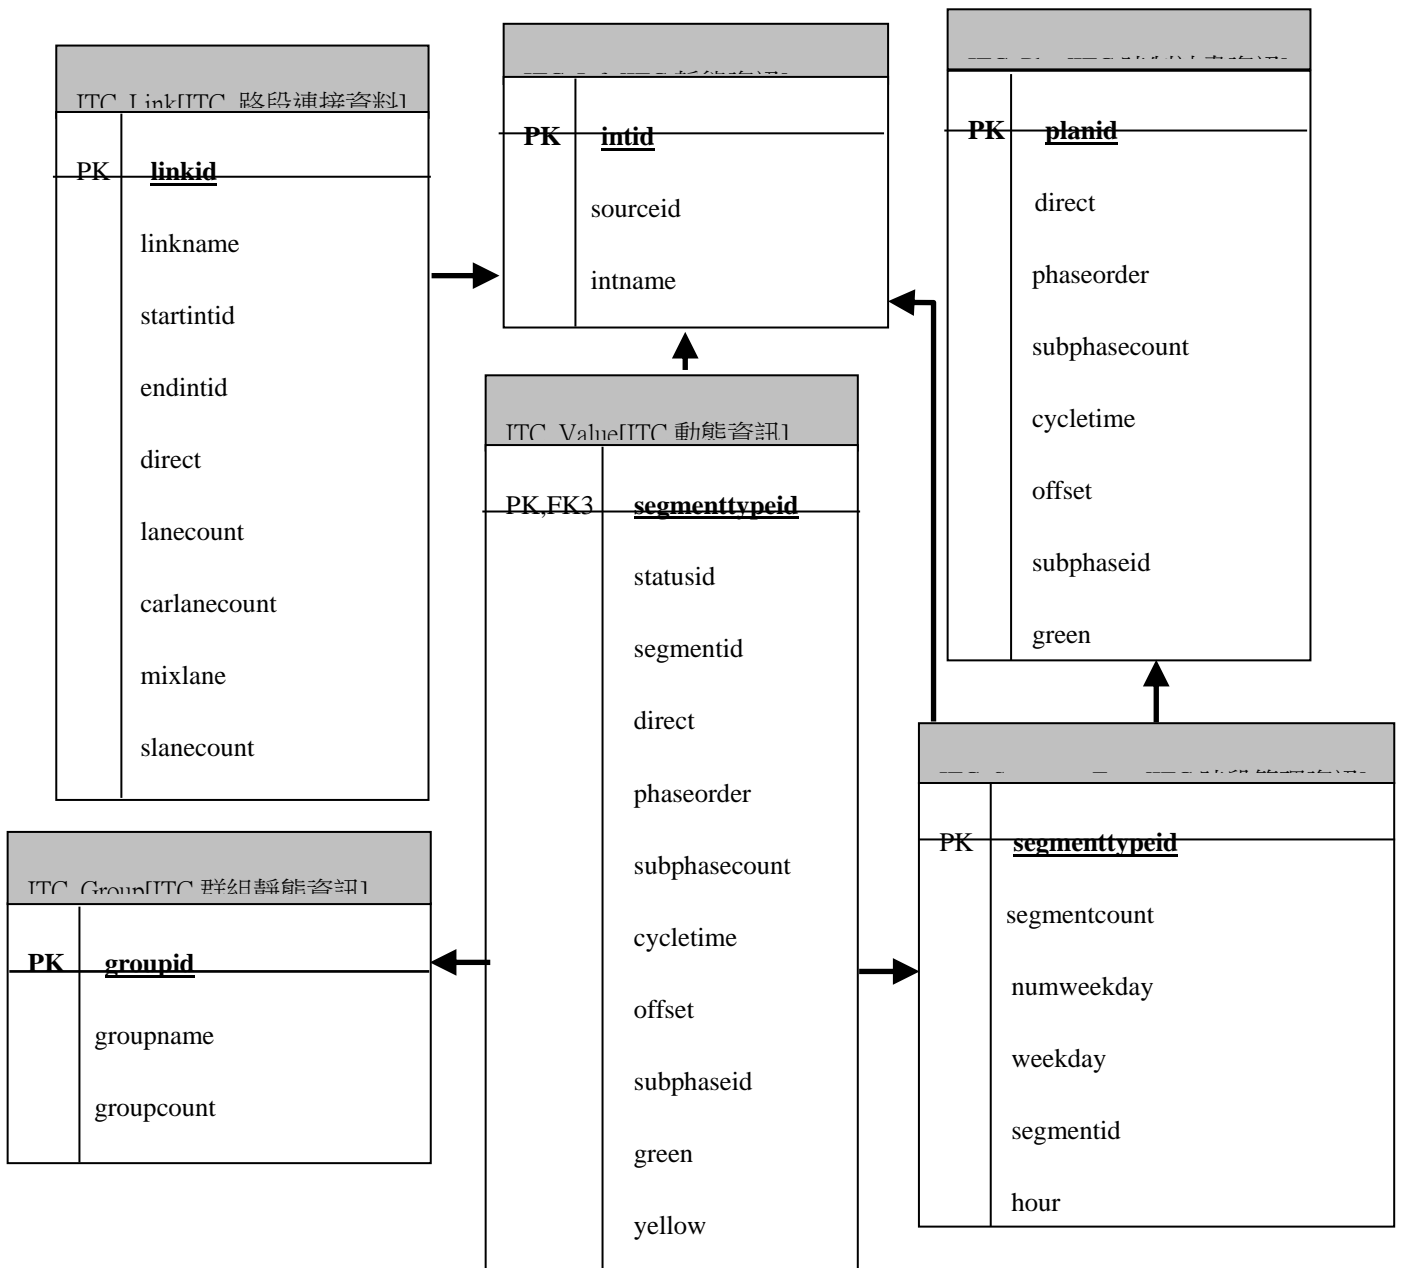 ITC_Link[ITC 路段連接資料]
PK linkid
linkname
startintid
endintid
direct
lanecount
carlanecount
mixlane
slanecount
PK intid
sourceid
intname
PK planid
direct
phaseorder
subphasecount
cycletime
offset
subphaseid
green
ITC_Value[ITC 動態資訊]
PK,FK3 segmenttypeid
statusid
segmentid
direct
phaseorder
subphasecount
cycletime
offset
subphaseid
green
yellow
ITC_Group[ITC 群組靜態資訊]
PK groupid
groupname
groupcount
PK segmenttypeid
segmentcount
numweekday
weekday
segmentid
hour